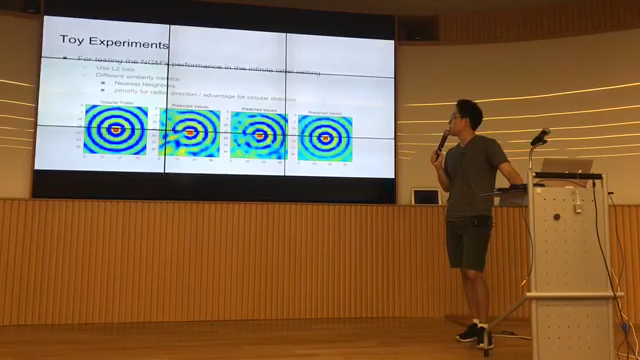 Toy Experiments
For testing the NGM's performance in the infinite label setting
Use L2 loss
Different similarity metrics
Nearest Neighbors
penalty for radial direction / advantage for circular direction
Ground Truths
Predicted Values
Predicted Values
Predicted Values